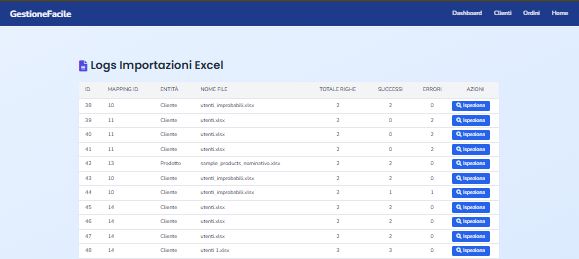 GestioneFacile Dashboard Clienti Ordini Home
Logs Importazioni Excel
ID MAPPING ID ENTITÀ NOME FILE TOTALE RIGHE SUCCESSI ERRORI AZIONI
38 10 Cliente utenti_improbabili.xlsx 2 2 0 Ispeziona
39 11 Cliente utenti.xlsx 2 0 2 Ispeziona
40 11 Cliente utenti.xlsx 2 0 2 Ispeziona
41 11 Cliente utenti.xlsx 2 0 2 Ispeziona
42 13 Prodotto sample_products_nominativo.xlsx 2 2 0 Ispeziona
43 10 Cliente utenti_improbabili.xlsx 2 2 0 Ispeziona
44 10 Cliente utenti_improbabili.xlsx 2 1 1 Ispeziona
45 14 Cliente utenti.xlsx 2 2 0 Ispeziona
46 14 Cliente utenti.xlsx 2 2 0 Ispeziona
47 14 Cliente utenti.xlsx 2 2 0 Ispeziona
48 14 Cliente utenti 1.xlsx 3 3 0 Ispeziona